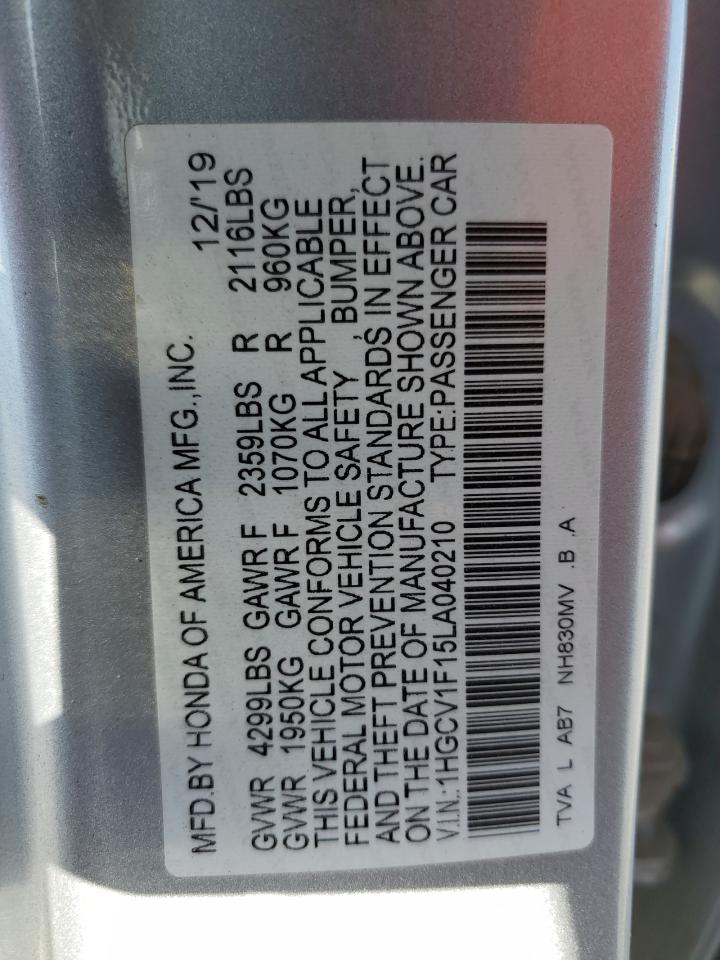 MFD.BY HONDA OF AMERICA MFG.,INC. 12/'19
GVWR 4299LBS GAWR F 2359LBS R 2116LBS
GVWR 1950KG GAWR F 1070KG R 960KG
THIS VEHICLE CONFORMS TO ALL APPLICABLE
FEDERAL MOTOR VEHICLE SAFETY , BUMPER,
AND THEFT PREVENTION STANDARDS IN EFFECT
ON THE DATE OF MANUFACTURE SHOWN ABOVE.
V.I.N.:1HGCV1F15LA040210 TYPE:PASSENGER CAR
TVA L AB7 NH830MV .B .A